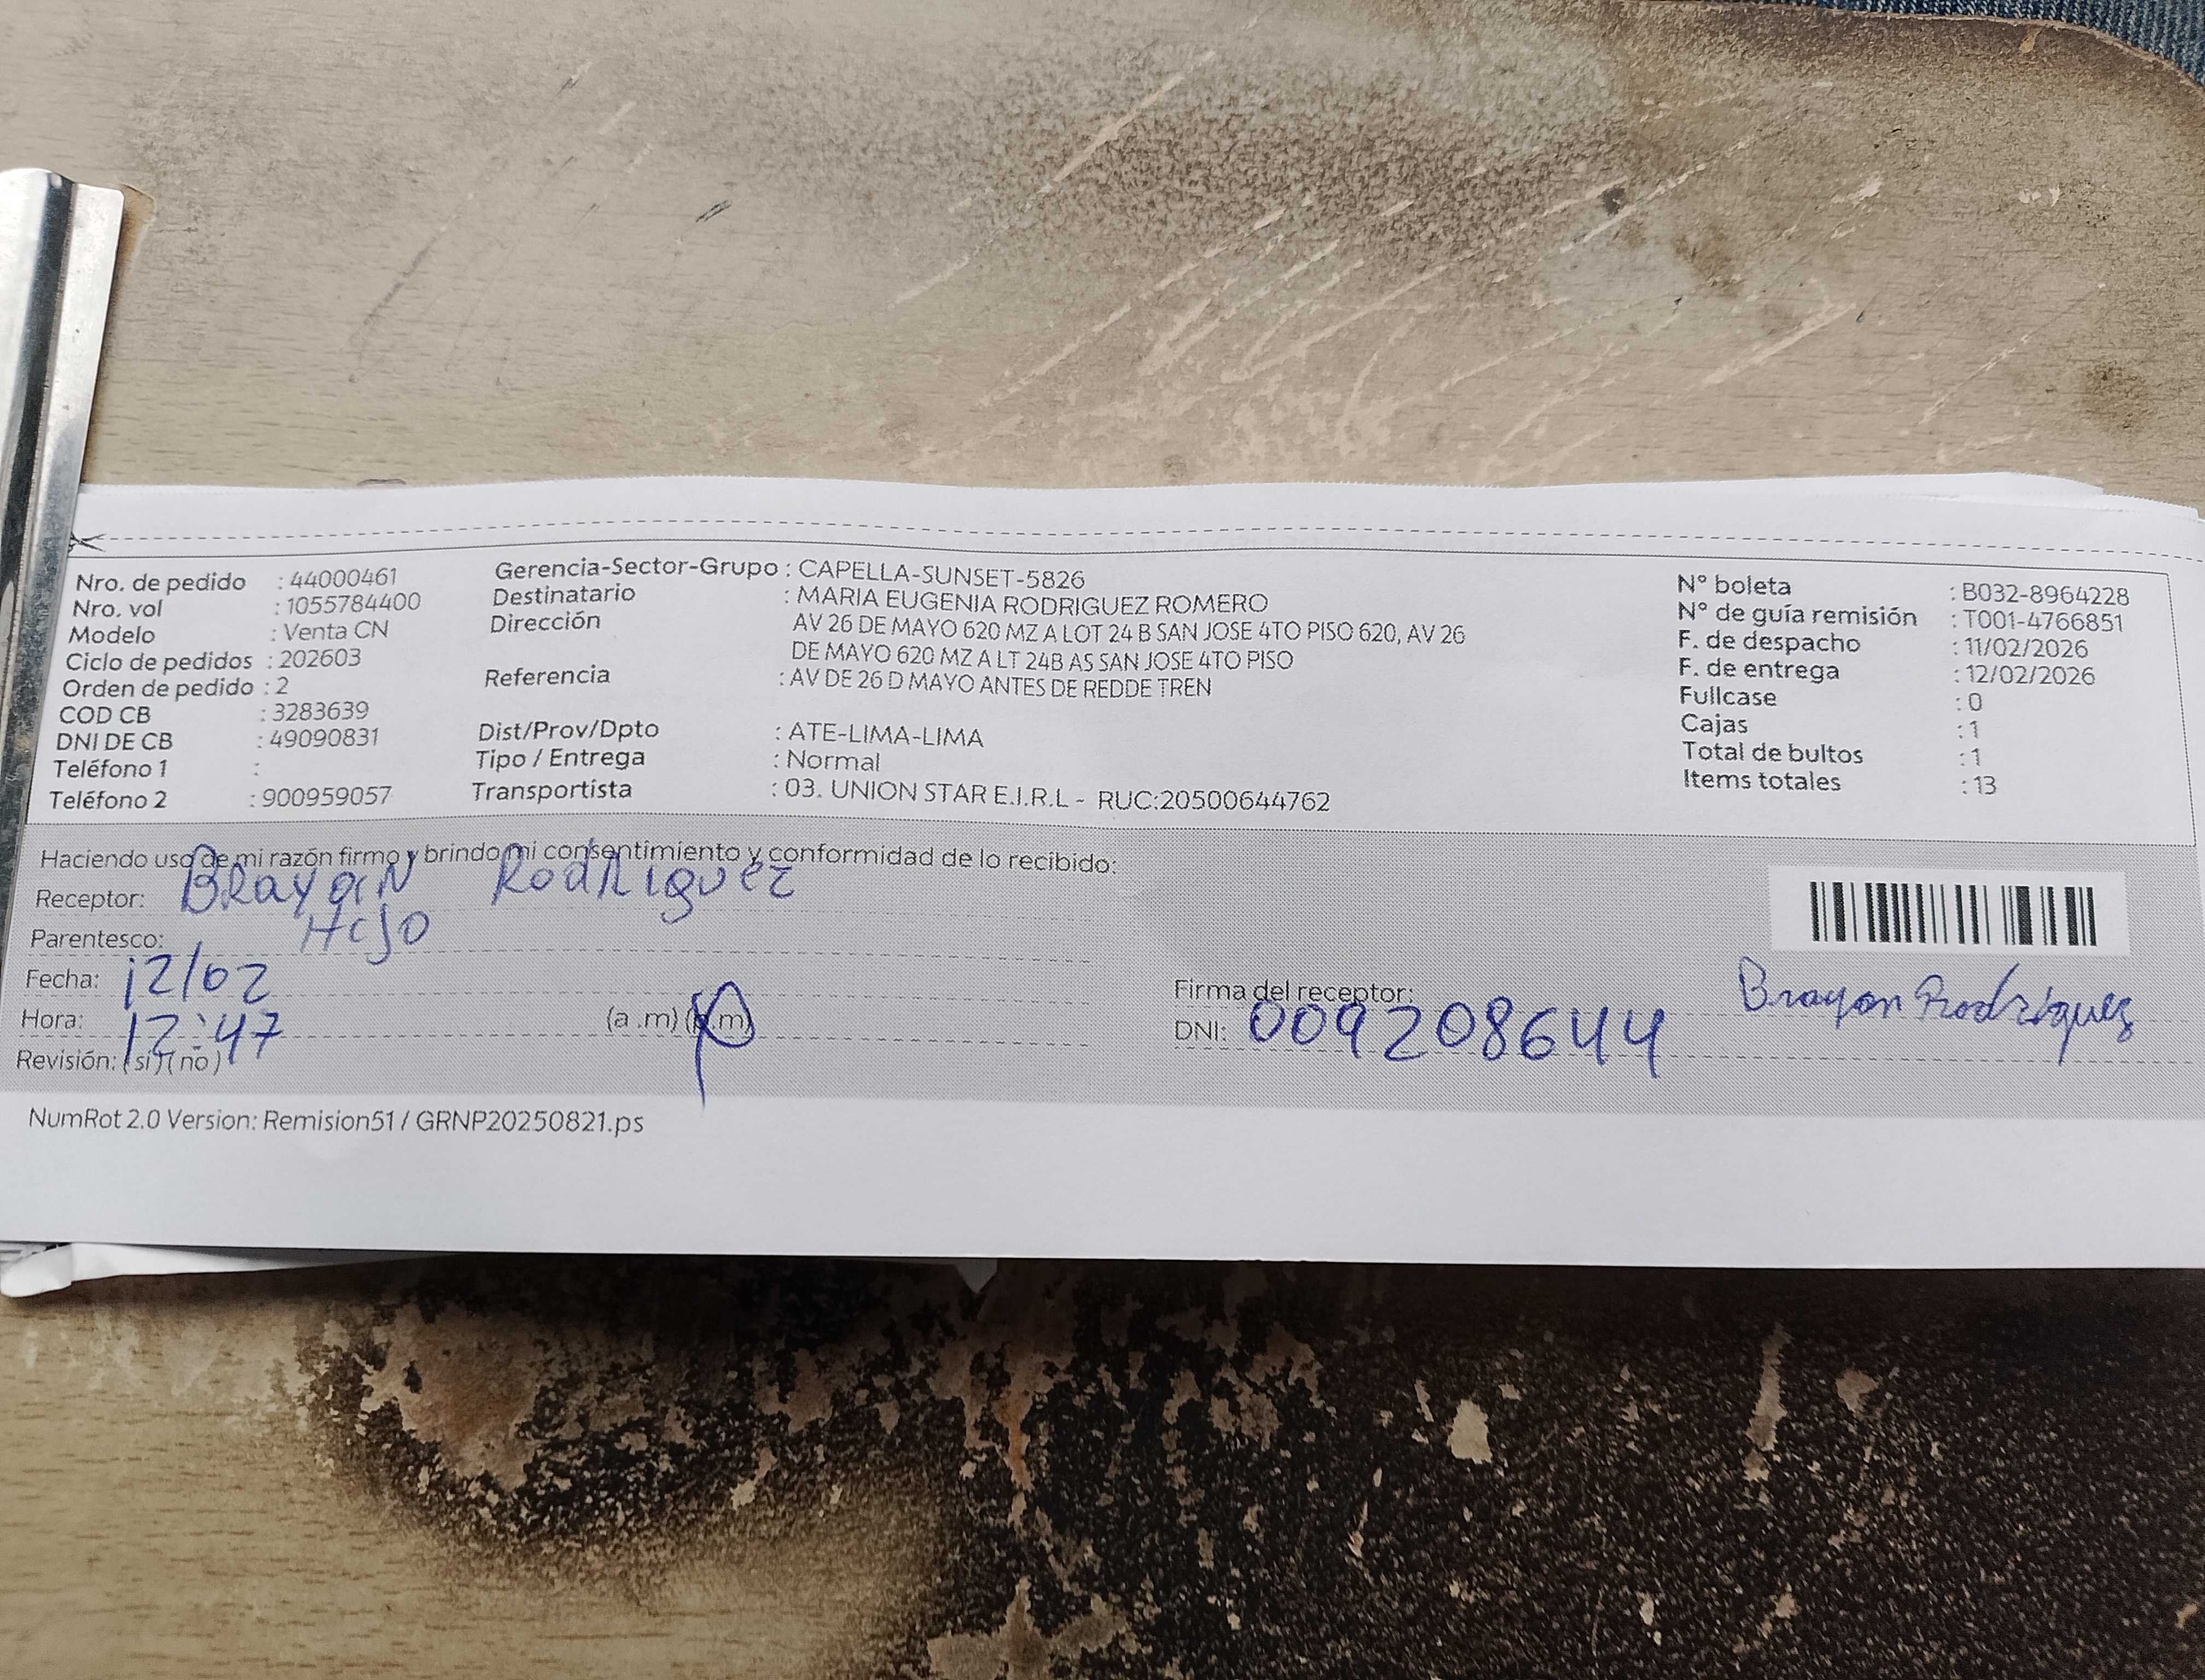 Nro. de pedido : 44000461
Nro. vol : 1055784400
Modelo : Venta CN
Ciclo de pedidos : 202603
Orden de pedido : 2
COD CB : 3283639
DNI DE CB : 49090831
Teléfono 1 :
Teléfono 2 : 900959057
Gerencia-Sector-Grupo : CAPELLA-SUNSET-5826
Destinatario : MARIA EUGENIA RODRIGUEZ ROMERO
Dirección AV 26 DE MAYO 620 MZ A LOT 24 B SAN JOSE 4TO PISO 620, AV 26
DE MAYO 620 MZ A LT 24B AS SAN JOSE 4TO PISO
Referencia : AV DE 26 D MAYO ANTES DE REDDE TREN
Dist/Prov/Dpto : ATE-LIMA-LIMA
Tipo / Entrega : Normal
Transportista : 03. UNION STAR E.I.R.L - RUC:20500644762
N° boleta : B032-8964228
N° de guía remisión : T001-4766851
F. de despacho : 11/02/2026
F. de entrega : 12/02/2026
Fullcase : 0
Cajas : 1
Total de bultos : 1
Items totales : 13
Haciendo uso de mi razón firmo y brindo mi consentimiento y conformidad de lo recibido:
Receptor: BRayaN RodRiguez
Parentesco: HiJo
Fecha: 12/02
Hora: 12:47 (a .m) (p.m)
Revisión: (si) (no)
Firma del receptor: Brayan Rodriguez
DNI: 009208644
NumRot 2.0 Version: Remision51 / GRNP20250821.ps